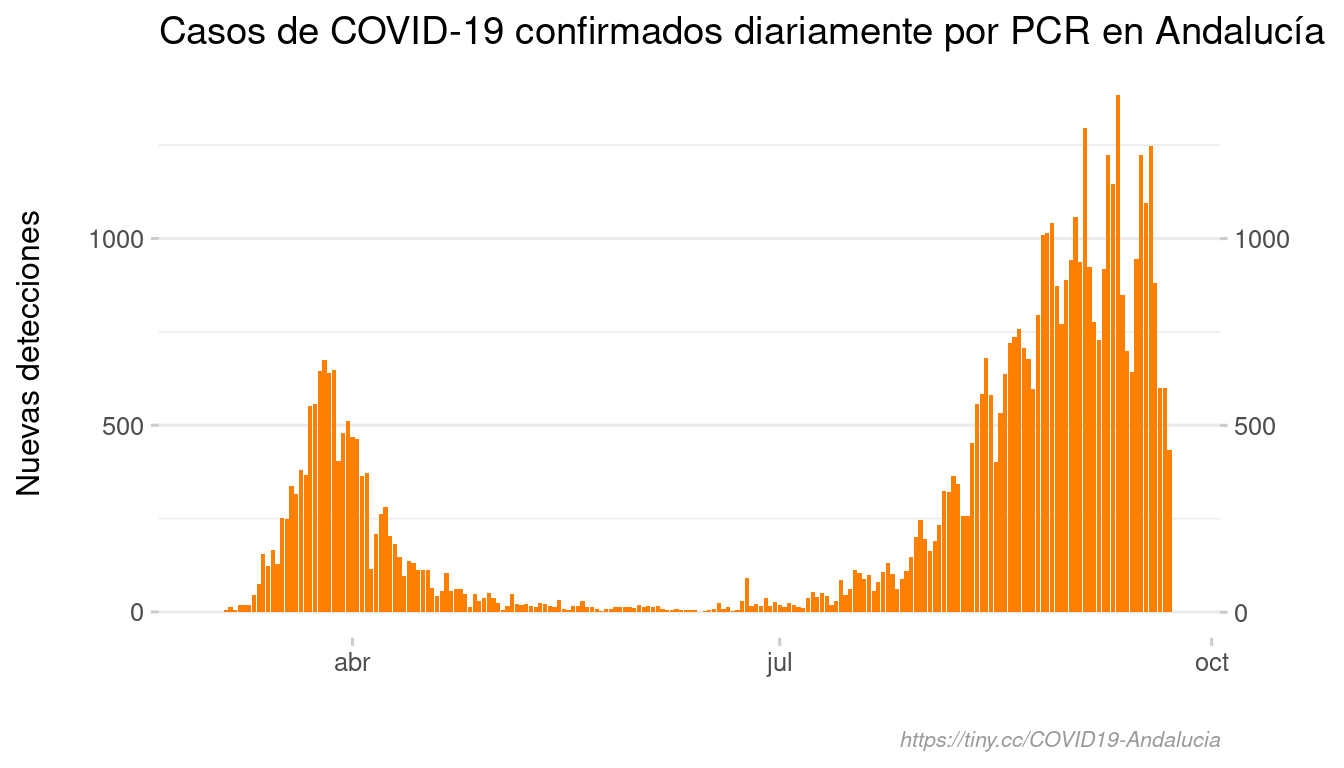 Casos de COVID-19 confirmados diariamente por PCR en Andalucía
Nuevas detecciones
1000
1000
500
500
0
0
abr
jul
oct
https://tiny.cc/COVID19-Andalucia